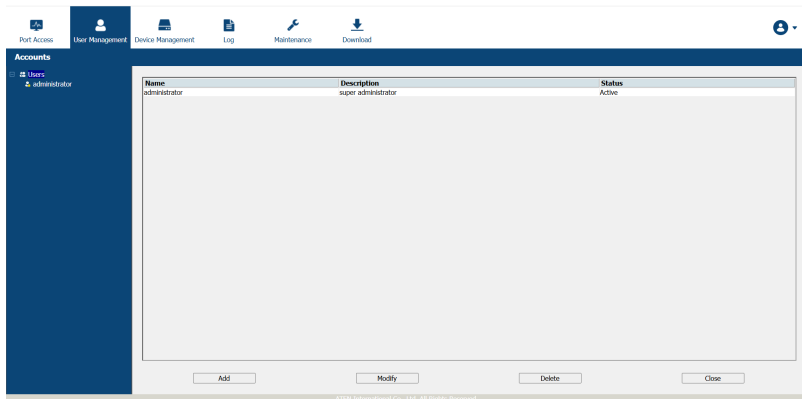 Port Access
User Management
Device Management
Log
Maintenance
Download
Accounts
Users
administrator
Name Description Status
administrator super administrator Active
Add Modify Delete Close